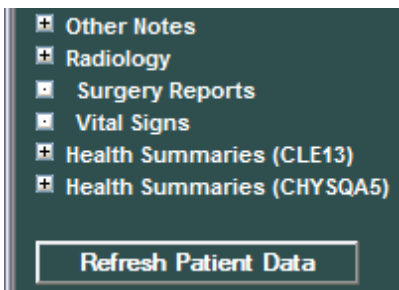 Other Notes
Radiology
Surgery Reports
Vital Signs
Health Summaries (CLE13)
Health Summaries (CHYSQA5)
Refresh Patient Data